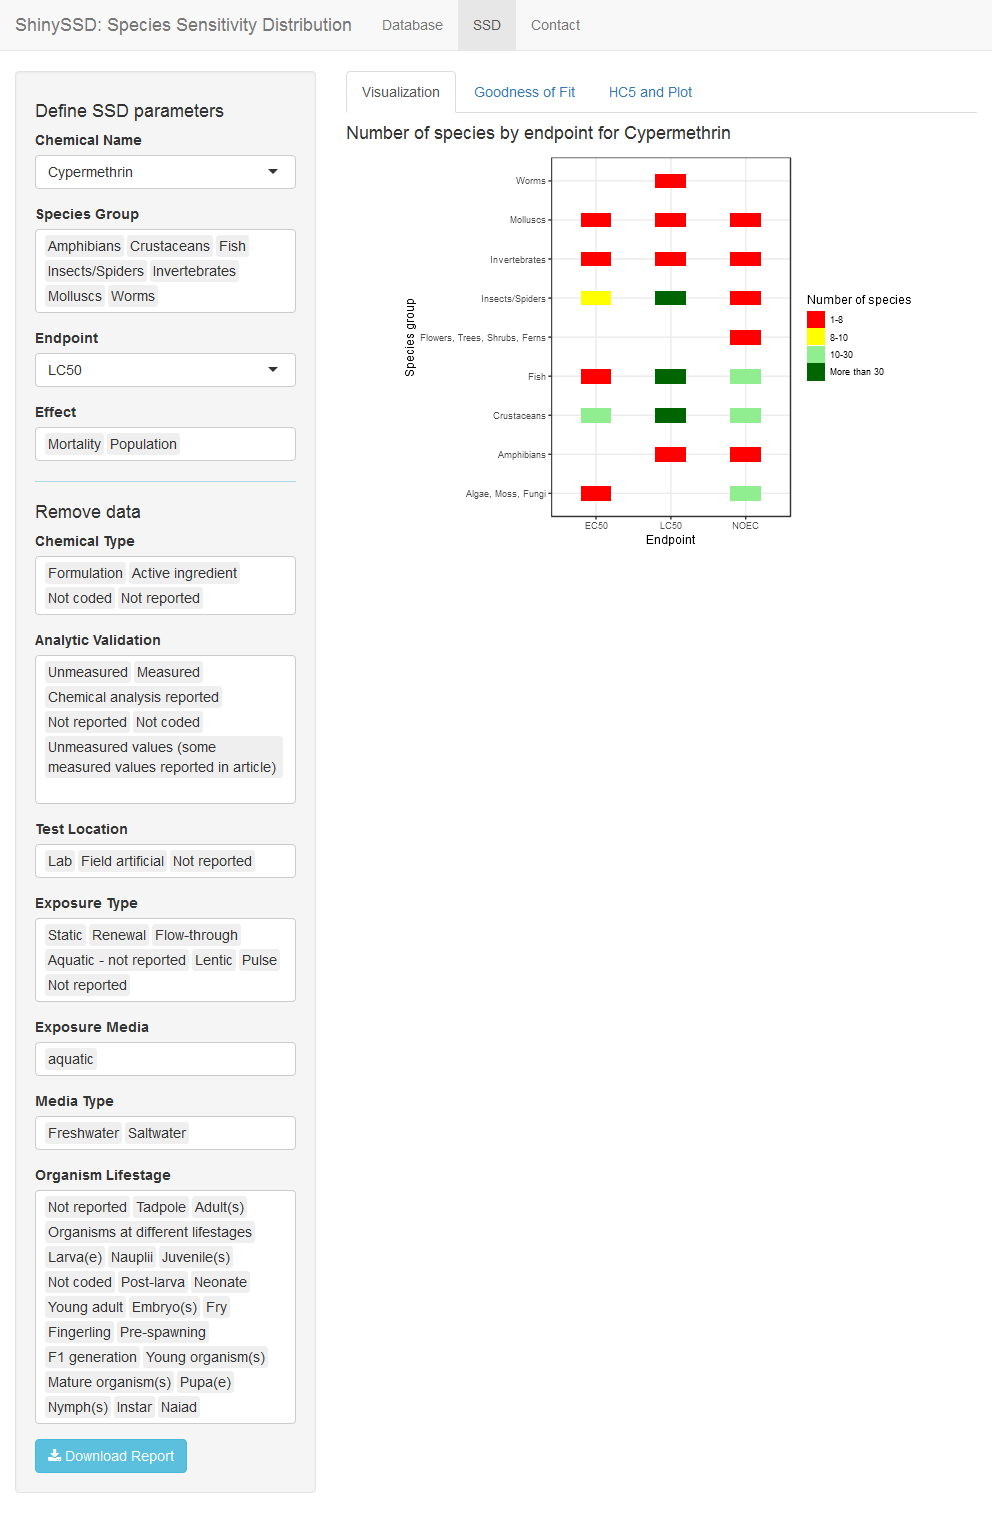 ShinySSD: Species Sensitivity Distribution Database SSD Contact
Define SSD parameters
Chemical Name
Cypermethrin
Species Group
Amphibians Crustaceans Fish
Insects/Spiders Invertebrates
Molluscs Worms
Endpoint
LC50
Effect
Mortality Population
Remove data
Chemical Type
Formulation Active ingredient
Not coded Not reported
Analytic Validation
Unmeasured Measured
Chemical analysis reported
Not reported Not coded
Unmeasured values (some
measured values reported in article)
Test Location
Lab Field artificial Not reported
Exposure Type
Static Renewal Flow-through
Aquatic - not reported Lentic Pulse
Not reported
Exposure Media
aquatic
Media Type
Freshwater Saltwater
Organism Lifestage
Not reported Tadpole Adult(s)
Organisms at different lifestages
Larva(e) Nauplii Juvenile(s)
Not coded Post-larva Neonate
Young adult Embryo(s) Fry
Fingerling Pre-spawning
F1 generation Young organism(s)
Mature organism(s) Pupa(e)
Nymph(s) Instar Naiad
Download Report
Visualization Goodness of Fit HC5 and Plot
Number of species by endpoint for Cypermethrin
Species group
Worms
Molluscs
Invertebrates
Insects/Spiders
Flowers, Trees, Shrubs, Ferns
Fish
Crustaceans
Amphibians
Algae, Moss, Fungi
EC50 LC50 NOEC
Endpoint
Number of species
1-8
8-10
10-30
More than 30